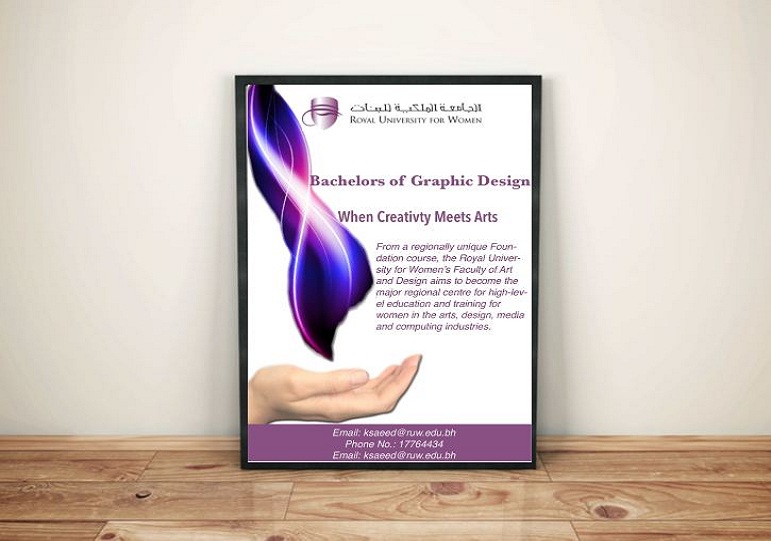 الجامعة الملكية للبنات
ROYAL UNIVERSITY FOR WOMEN
Bachelors of Graphic Design
When Creativty Meets Arts
From a regionally unique Foun-
dation course, the Royal Univer-
sity for Women's Faculty of Art
and Design aims to become the
major regional centre for high-lev-
el education and training for
women in the arts, design, media
and computing industries.
Email: ksaeed@ruw.edu.bh
Phone No.: 17764434
Email: ksaeed@ruw.edu.bh